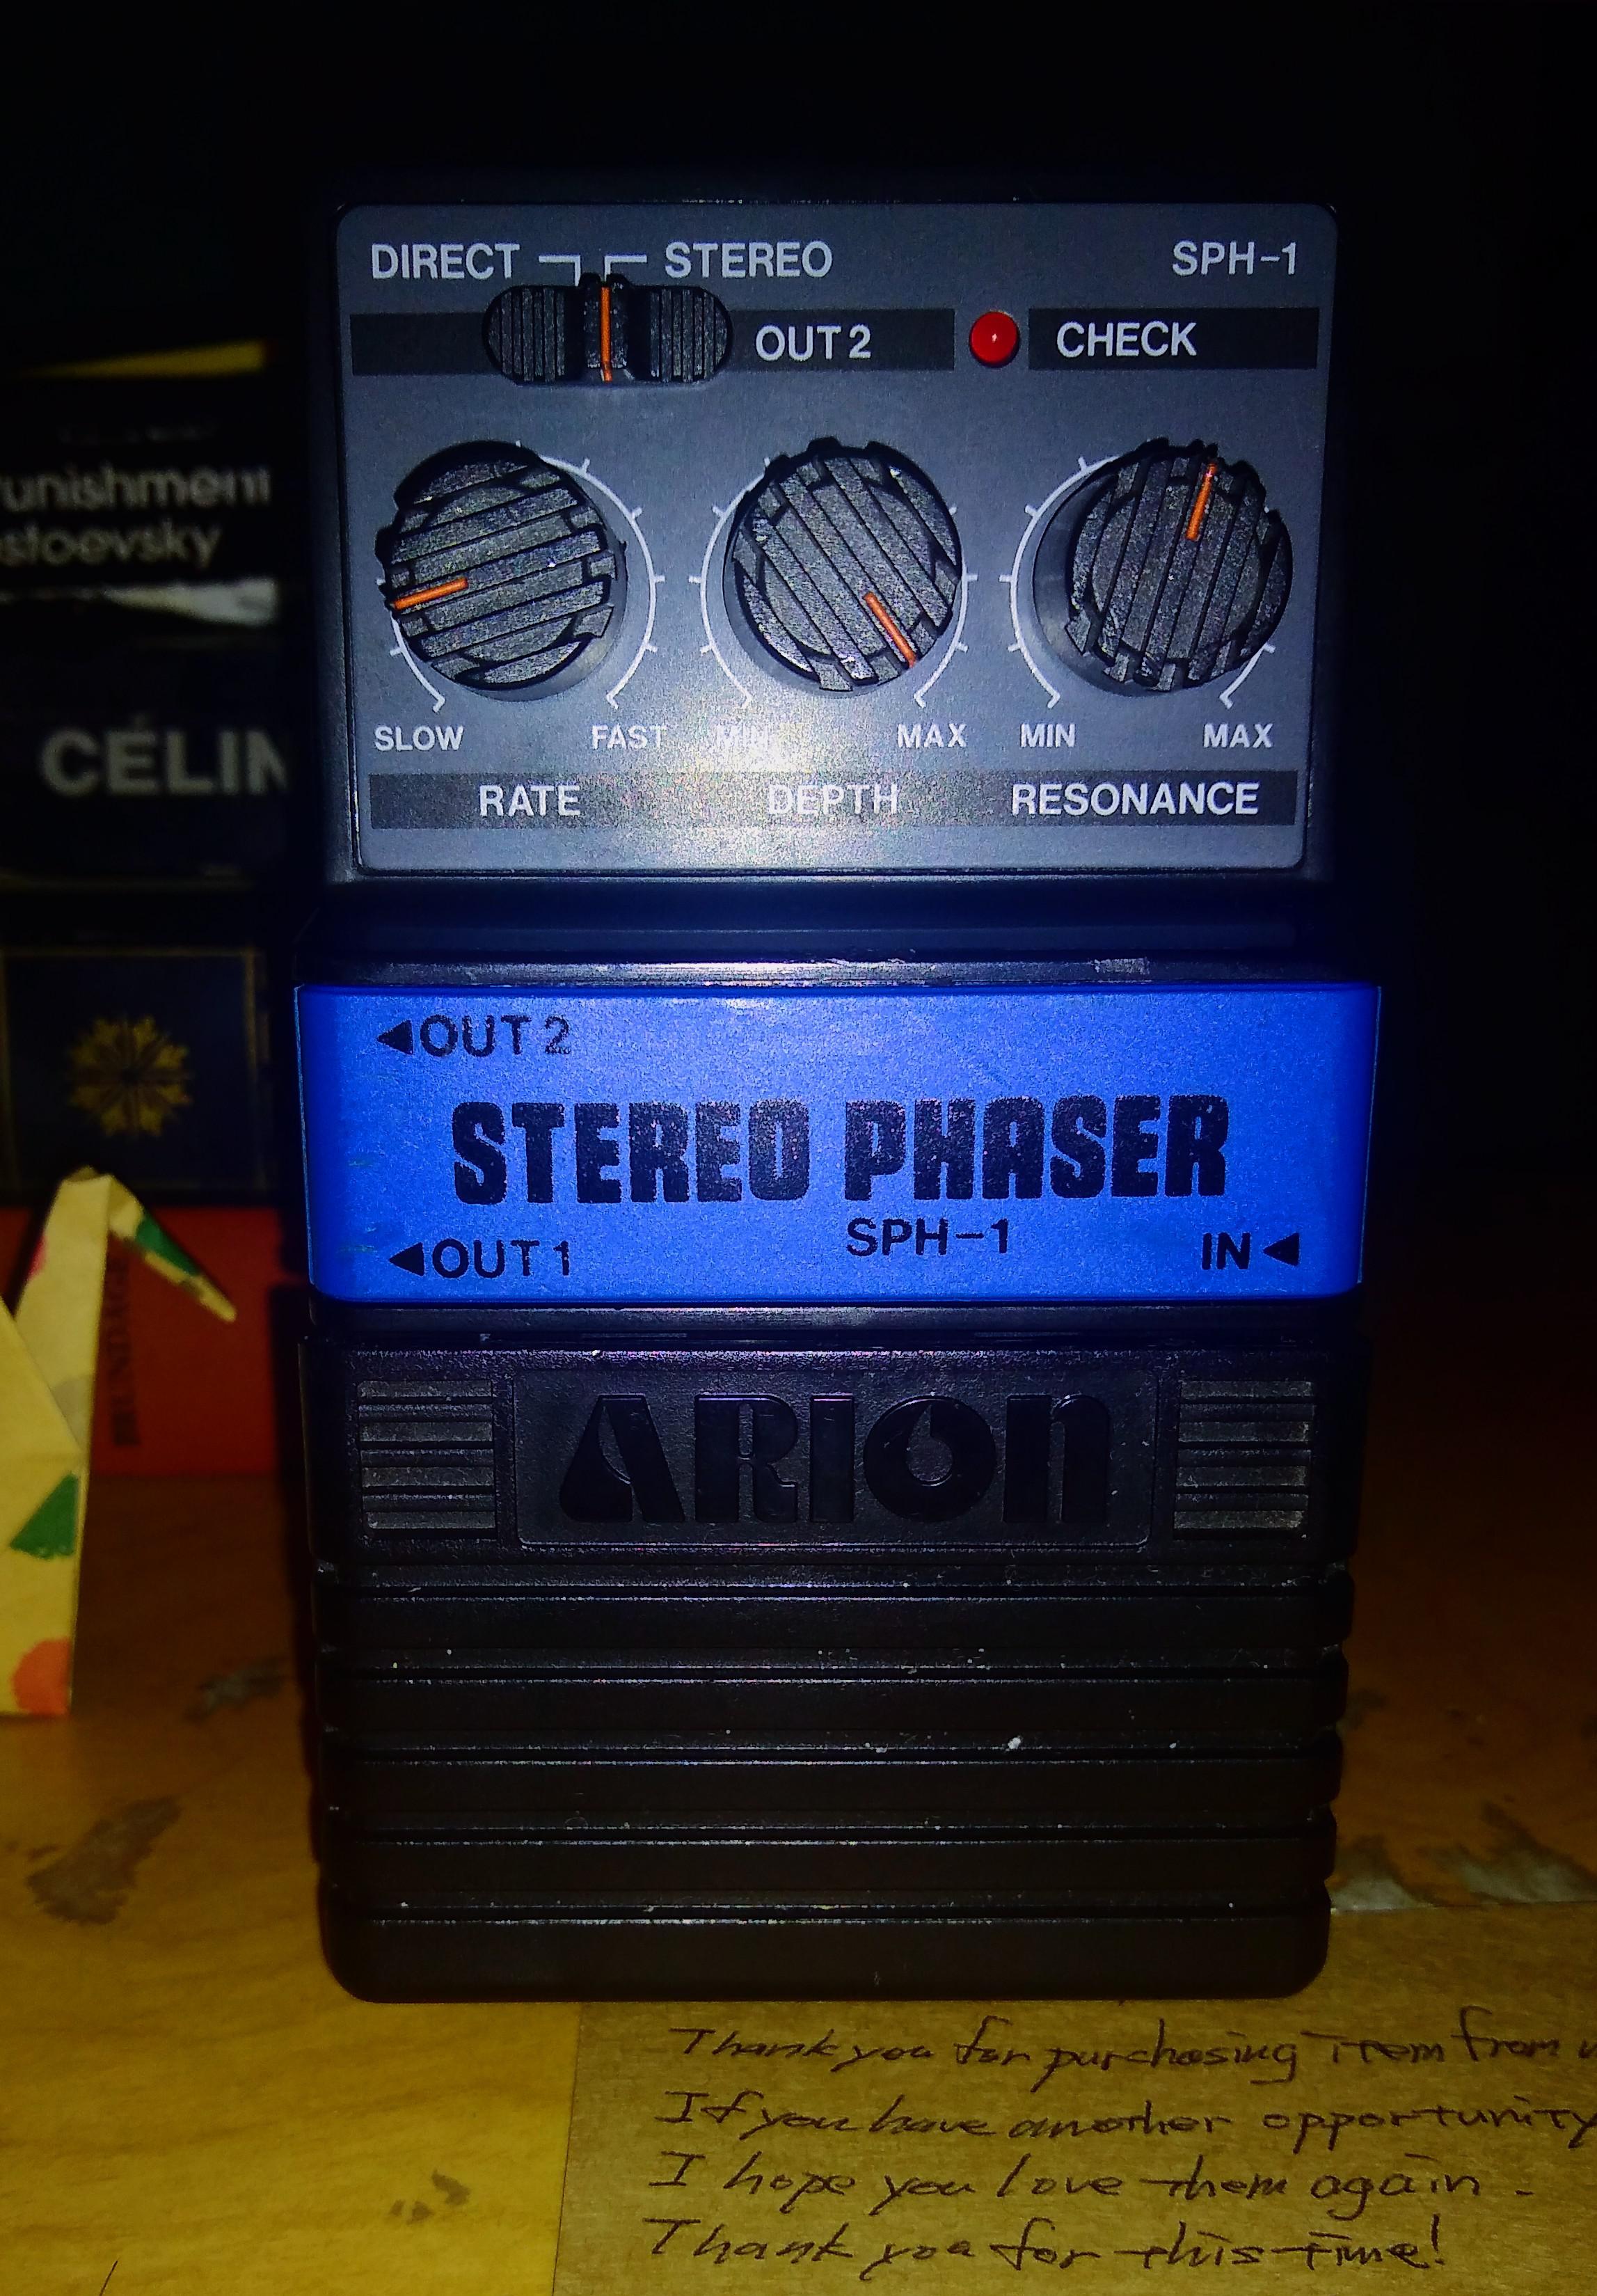 DIRECT STEREO SPH-1
OUT 2 CHECK
SLOW FAST MIN MAX MIN MAX
RATE DEPTH RESONANCE
◀OUT 2
STEREO PHASER
SPH-1
◀OUT 1 IN◀
ARION
unishment
stoevsky
CÉLIN
Thank you for purchasing item from
If you have another opportunity
I hope you love them again.
Thank you for this time!